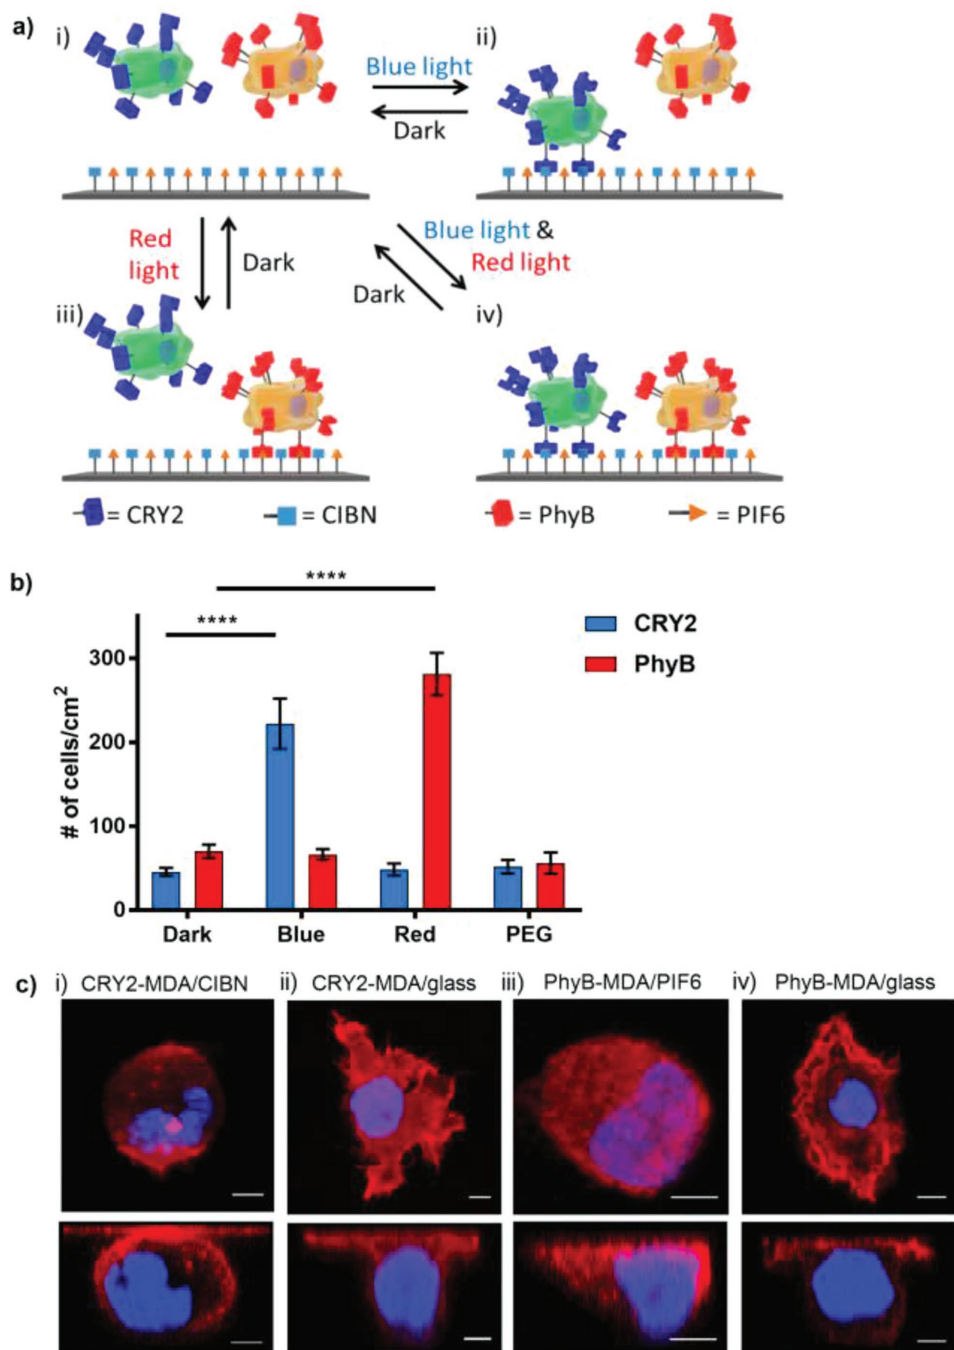 a)
i)
ii)
Blue light
Dark
Red
light
Dark
Blue light &
Red light
Dark
iii)
iv)
= CRY2
= CIBN
= PhyB
= PIF6
b)
****
****
CRY2
PhyB
# of cells/cm2
300
200
100
0
Dark
Blue
Red
PEG
c)
i) CRY2-MDA/CIBN
ii) CRY2-MDA/glass
iii) PhyB-MDA/PIF6
iv) PhyB-MDA/glass